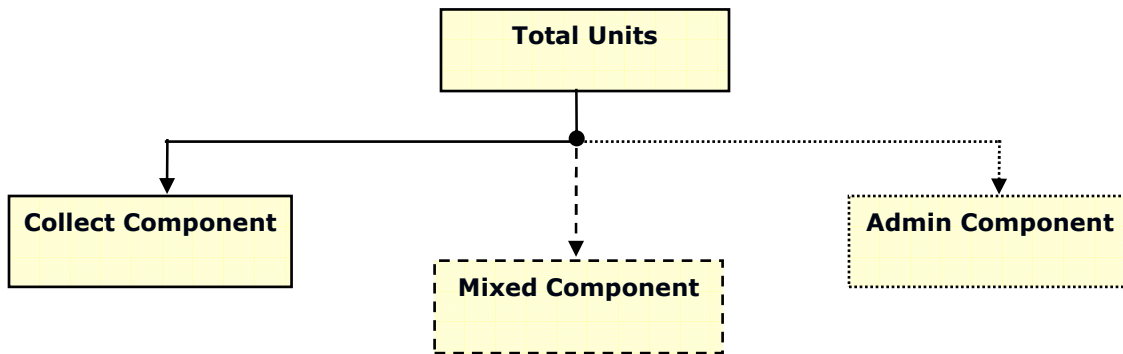 Total Units
Collect Component
Mixed Component
Admin Component